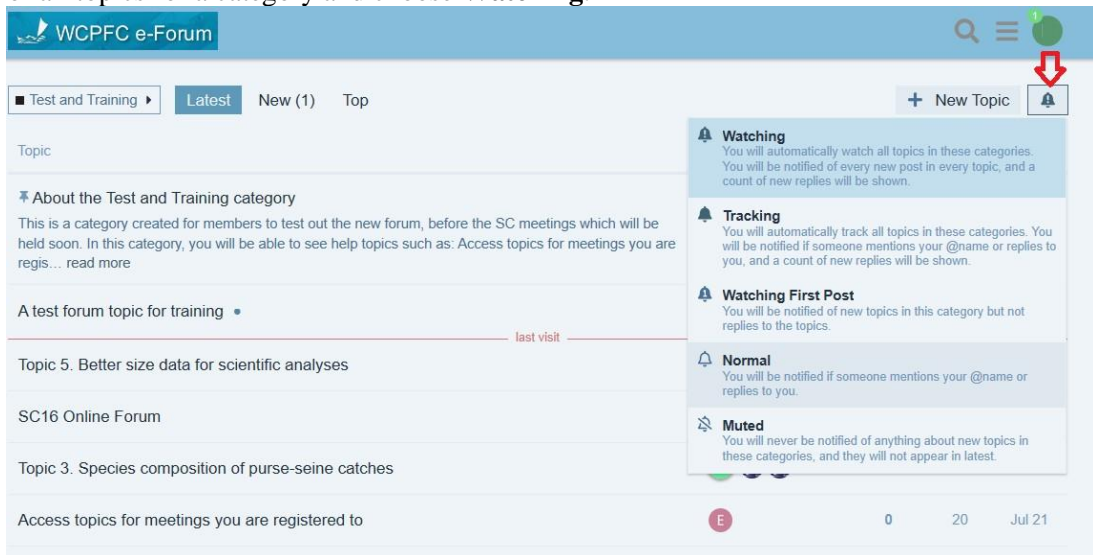 WCPFC e-Forum
1
Test and Training
Latest
New (1)
Top
+ New Topic
Topic
Watching
You will automatically watch all topics in these categories.
You will be notified of every new post in every topic, and a
count of new replies will be shown.
About the Test and Training category
This is a category created for members to test out the new forum, before the SC meetings which will be
held soon. In this category, you will be able to see help topics such as: Access topics for meetings you are
regis... read more
Tracking
You will automatically track all topics in these categories. You
will be notified if someone mentions your @name or replies to
you, and a count of new replies will be shown.
A test forum topic for training
Watching First Post
You will be notified of new topics in this category but not
replies to the topics.
last visit
Topic 5. Better size data for scientific analyses
Normal
You will be notified if someone mentions your @name or
replies to you.
SC16 Online Forum
Muted
You will never be notified of anything about new topics in
these categories, and they will not appear in latest.
Topic 3. Species composition of purse-seine catches
Access topics for meetings you are registered to
E
0
20
Jul 21